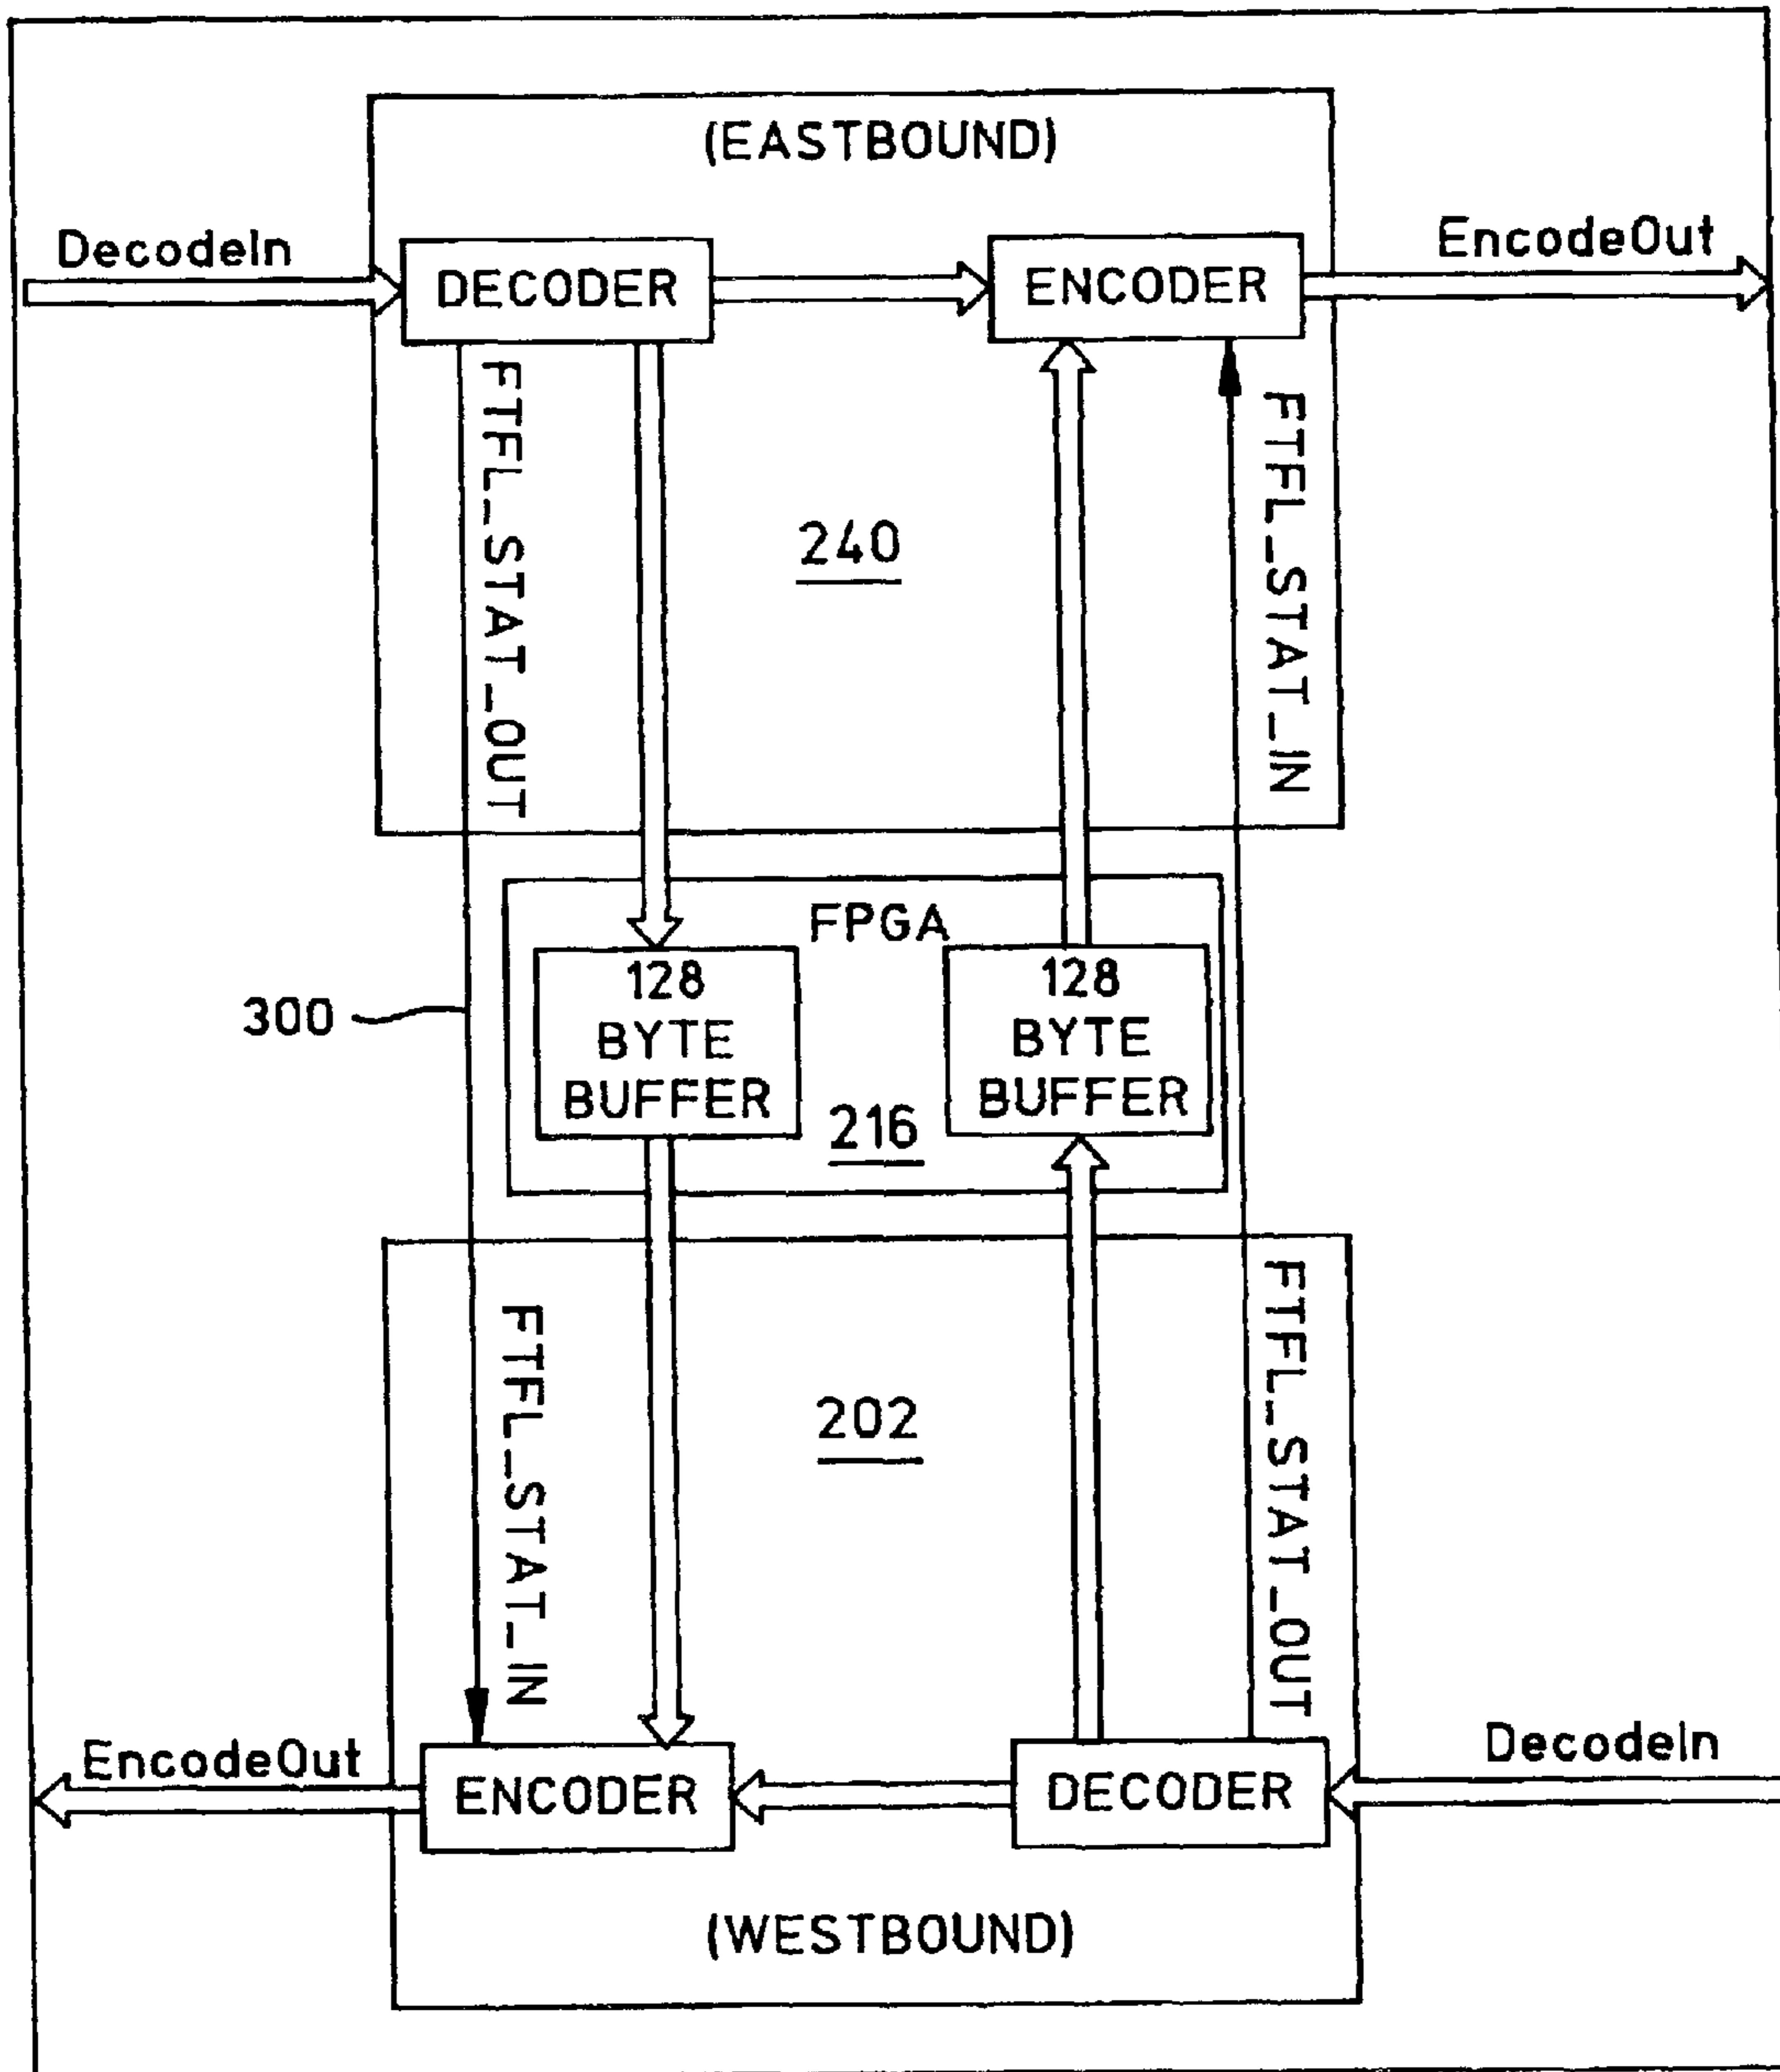 (EASTBOUND)
DecodeIn
EncodeOut
DECODER
ENCODER
FTFL_STAT_OUT
FTFL_STAT_IN
240
FPGA
128
BYTE
BUFFER
128
BYTE
BUFFER
300
216
FTFL_STAT_IN
FTFL_STAT_OUT
202
EncodeOut
DecodeIn
ENCODER
DECODER
(WESTBOUND)